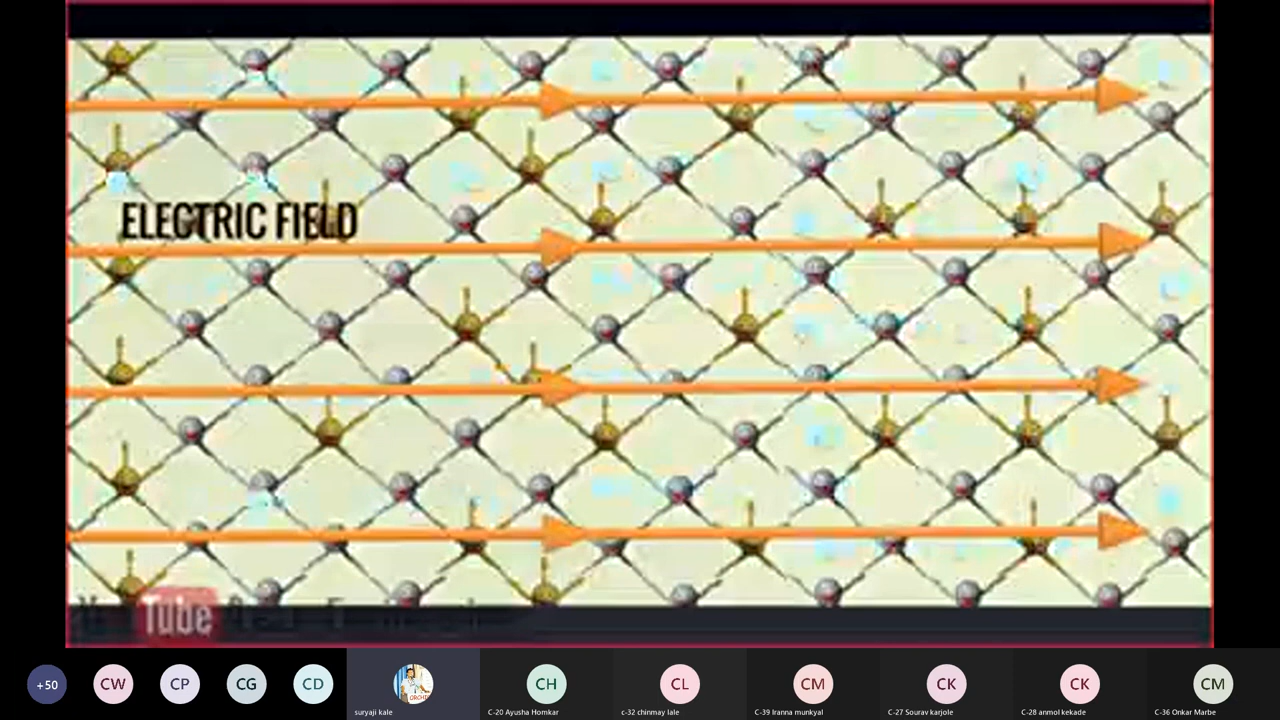 ELECTRIC FIELD
Tube
+50
CW
CP
CG
CD
suryaji kale
CH
C-20 Ayusha Homkar
CL
c-32 chinmay lale
CM
C-39 Iranna munkyal
CK
C-27 Sourav karjole
CK
C-28 anmol kekade
CM
C-36 Onkar Marbe